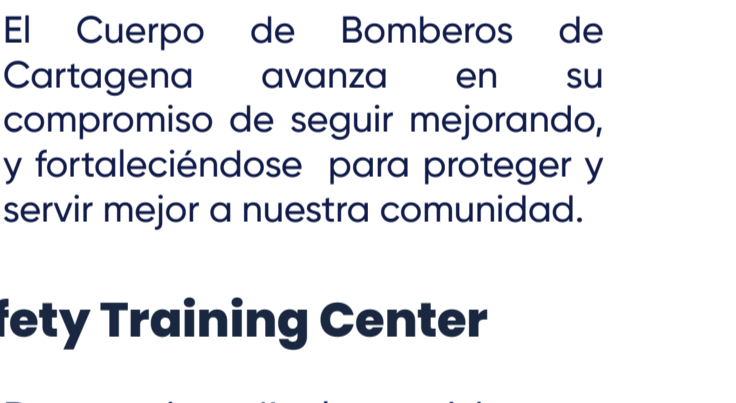 El Cuerpo de Bomberos de
Cartagena avanza en su
compromiso de seguir mejorando,
y fortaleciéndose para proteger y
servir mejor a nuestra comunidad.
fety Training Center